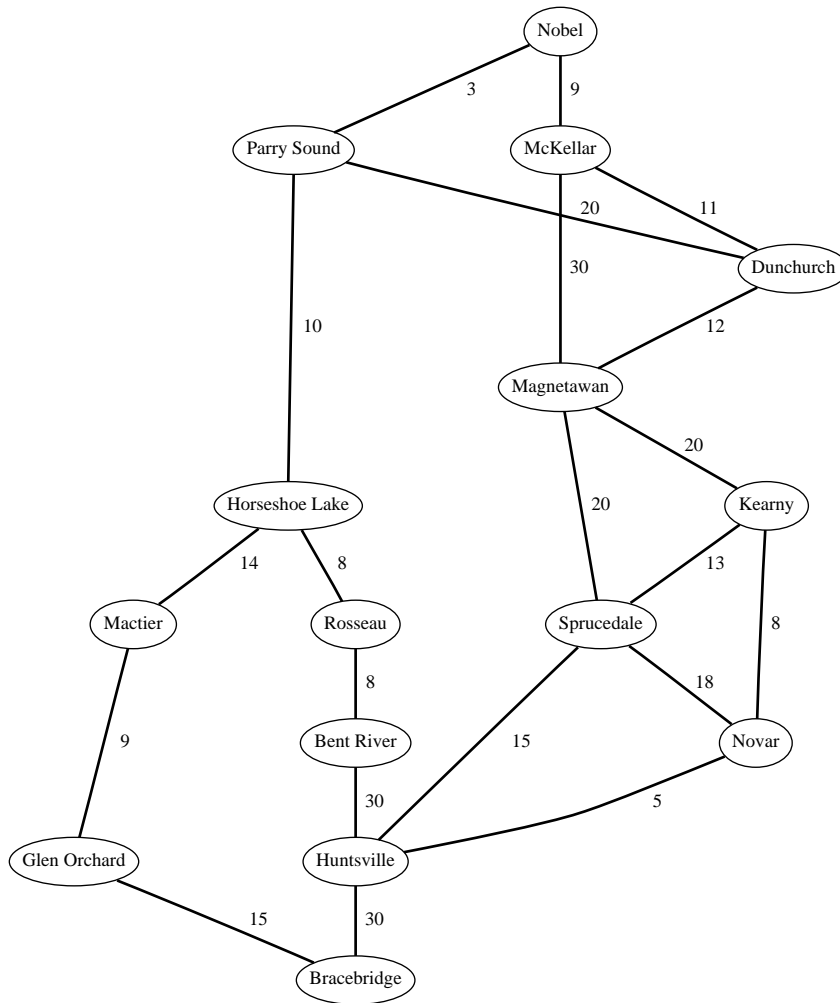 Nobel
3
9
Parry Sound
McKellar
20
11
Dunchurch
30
10
12
Magnetawan
20
Horseshoe Lake
20
Kearny
14
8
13
Mactier
Rosseau
Sprucedale
8
8
18
9
Bent River
15
Novar
30
5
Glen Orchard
Huntsville
15
30
Bracebridge